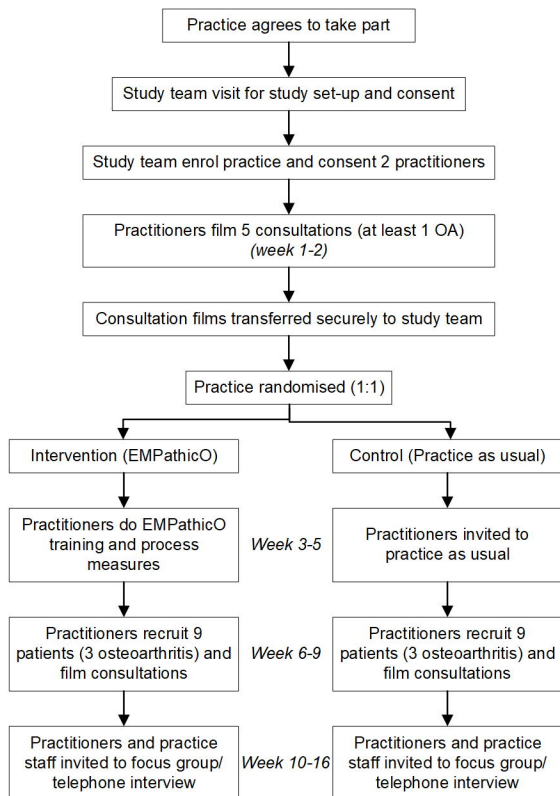 Practice agrees to take part
Study team visit for study set-up and consent
Study team enrol practice and consent 2 practitioners
Practitioners film 5 consultations (at least 1 OA)
(week 1-2)
Consultation films transferred securely to study team
Practice randomised (1:1)
Intervention (EMPathicO)
Control (Practice as usual)
Practitioners do EMPathicO
training and process
measures
Week 3-5
Practitioners invited to
practice as usual
Practitioners recruit 9
patients (3 osteoarthritis) and
film consultations
Week 6-9
Practitioners recruit 9
patients (3 osteoarthritis) and
film consultations
Practitioners and practice
staff invited to focus group/
telephone interview
Week 10-16
Practitioners and practice
staff invited to focus group/
telephone interview